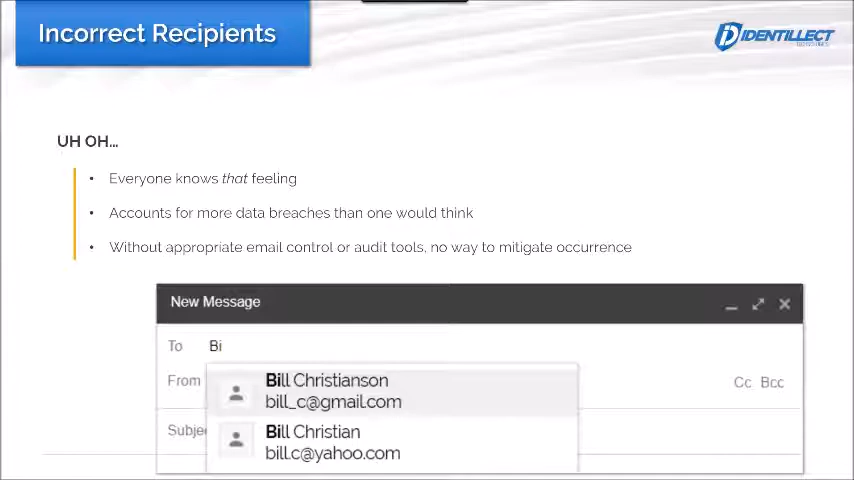 Incorrect Recipients
IDENTILLECT
UH OH...
• Everyone knows that feeling
• Accounts for more data breaches than one would think
• Without appropriate email control or audit tools, no way to mitigate occurrence
New Message
To Bi
Bill Christianson
From Cc Bcc
bill_c@gmail.com
Subje
Bill Christian
bill.c@yahoo.com